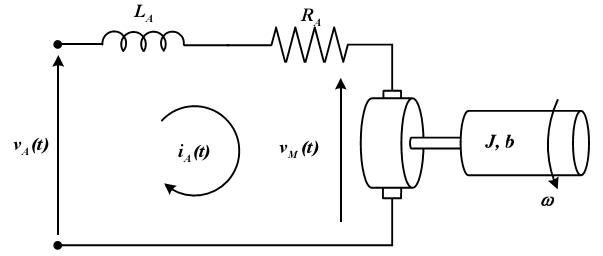 L_A
R_A
v_A(t)
i_A(t)
v_M(t)
J, b
ω